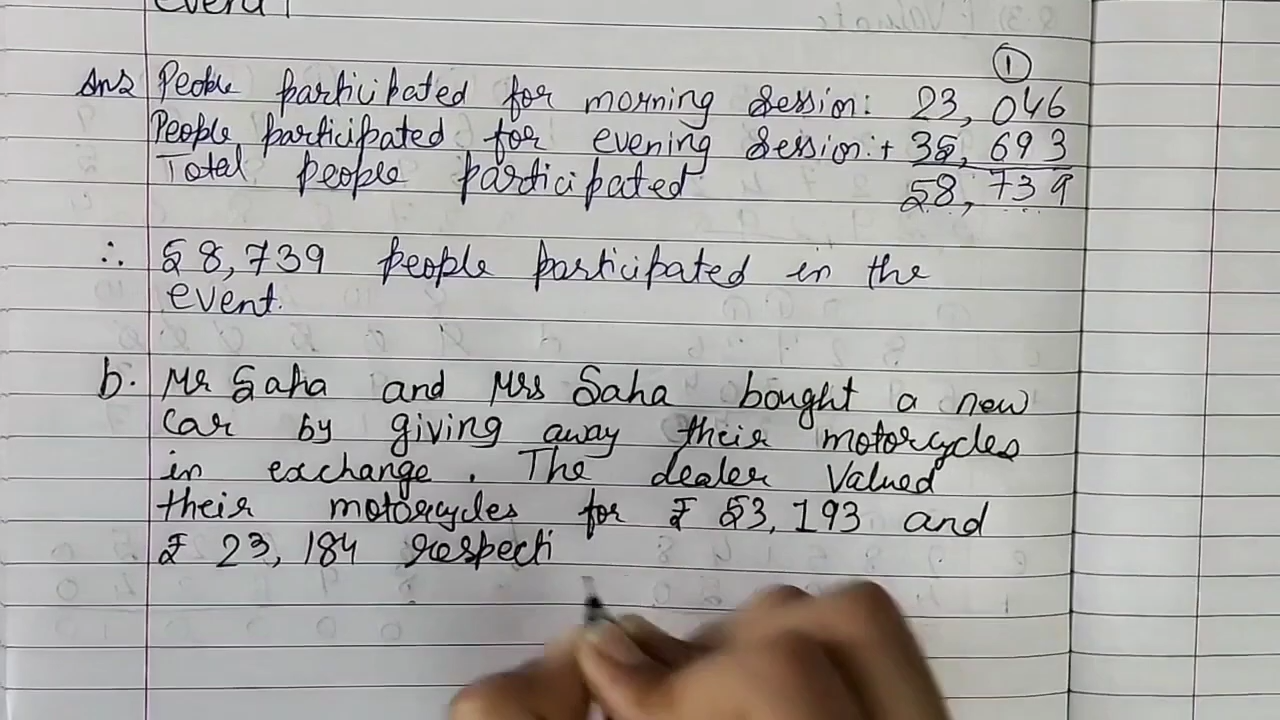 event.
①
Ans People participated for morning session: 23,046
People participated for evening session: + 35,693
Total people participated 58,739
∴ 58,739 people participated in the
event.
b. Mr Saha and Mrs Saha bought a new
car by giving away their motorcycles
in exchange. The dealer valued
their motorcycles for ₹ 53,193 and
₹ 23,184 respecti